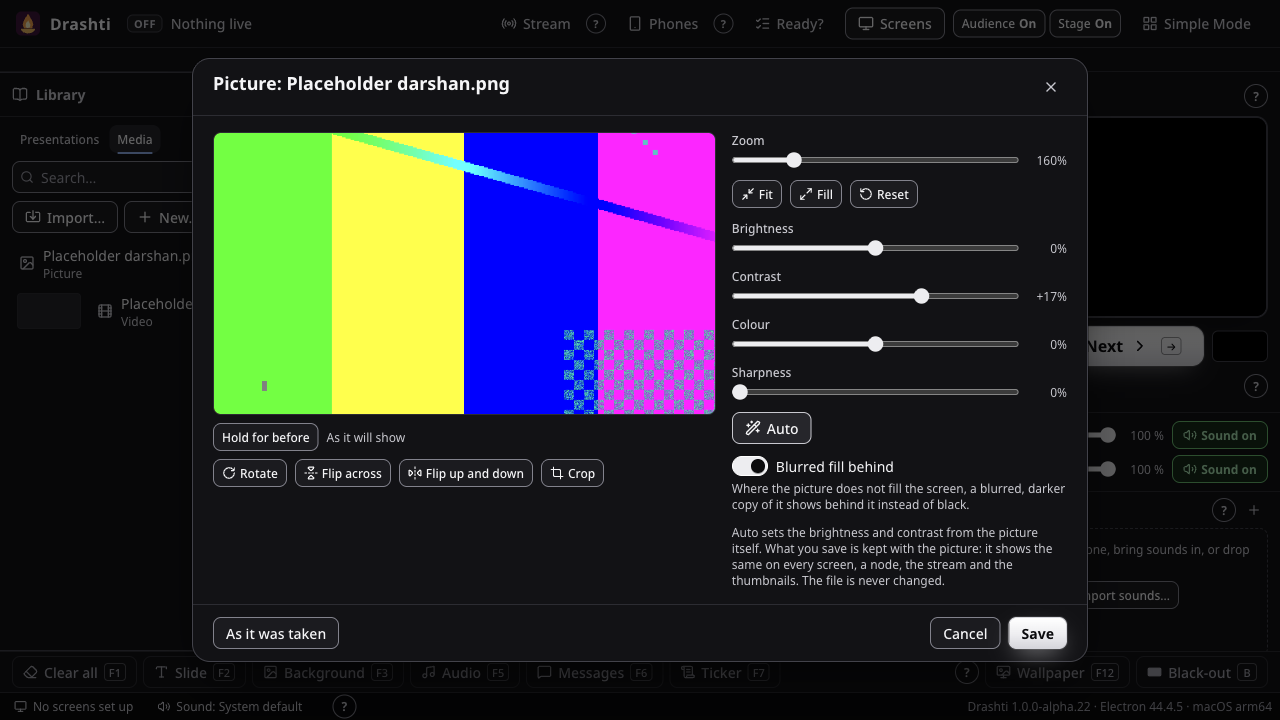 Drashti
OFF
Nothing live
Stream
?
Phones
?
Ready?
Screens
Audience On
Stage On
Simple Mode
Library
?
Picture: Placeholder darshan.png
Presentations
Media
Search...
Import...
New.
Placeholder darshan.p
Picture
Placeholde
Video
Zoom
160%
Fit
Fill
Reset
Brightness
0%
Contrast
+17%
Colour
0%
Sharpness
0%
Auto
Hold for before
As it will show
Rotate
Flip across
Flip up and down
Crop
Blurred fill behind
Where the picture does not fill the screen, a blurred, darker
copy of it shows behind it instead of black.
Auto sets the brightness and contrast from the picture
itself. What you save is kept with the picture: it shows the
same on every screen, a node, the stream and the
thumbnails. The file is never changed.
As it was taken
Cancel
Save
Next
?
100 %
Sound on
100 %
Sound on
?
one, bring sounds in, or drop
port sounds...
Clear all F1
Slide F2
Background F3
Audio F5
Messages F6
Ticker F7
?
Wallpaper F12
Black-out B
No screens set up
Sound: System default
?
Drashti 1.0.0-alpha.22 · Electron 44.4.5 · macOS arm64